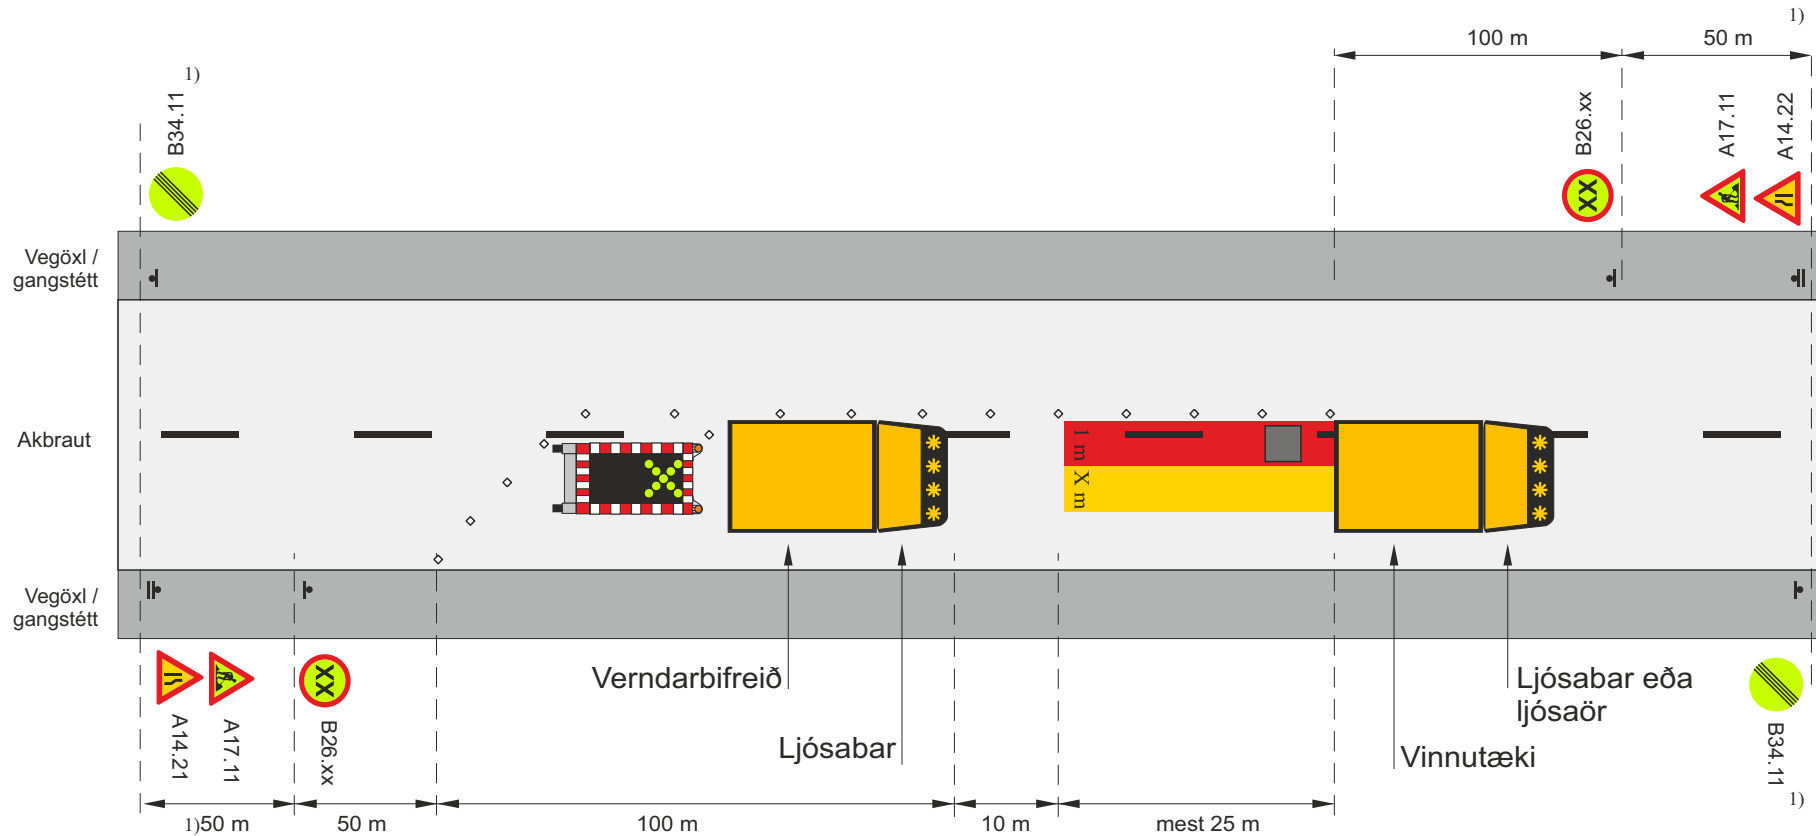 1)
100 m
50 m
1)
B34.11
B26.xx
A17.11
A14.22
XX
Vegöxl /
gangstétt
Akbraut
1 m
X m
Vegöxl /
gangstétt
XX
A14.21
A17.11
B26.xx
Verndarbifreið
Ljósabar
Ljósabar eða
ljósaör
Vinnutæki
B34.11
1)
1)50 m
50 m
100 m
10 m
mest 25 m